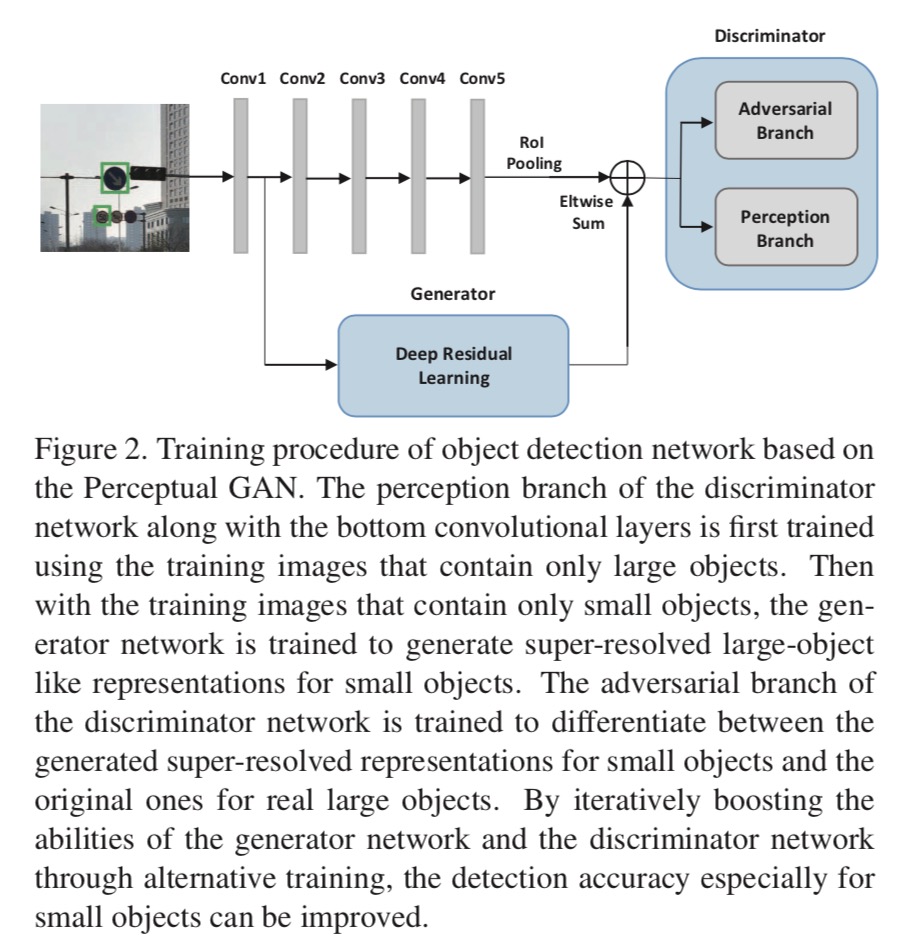 Discriminator
Conv1 Conv2 Conv3 Conv4 Conv5
Adversarial
Branch
RoI
Pooling
Eltwise
Sum
Perception
Branch
Generator
Deep Residual
Learning
Figure 2. Training procedure of object detection network based on
the Perceptual GAN. The perception branch of the discriminator
network along with the bottom convolutional layers is first trained
using the training images that contain only large objects. Then
with the training images that contain only small objects, the gen-
erator network is trained to generate super-resolved large-object
like representations for small objects. The adversarial branch of
the discriminator network is trained to differentiate between the
generated super-resolved representations for small objects and the
original ones for real large objects. By iteratively boosting the
abilities of the generator network and the discriminator network
through alternative training, the detection accuracy especially for
small objects can be improved.